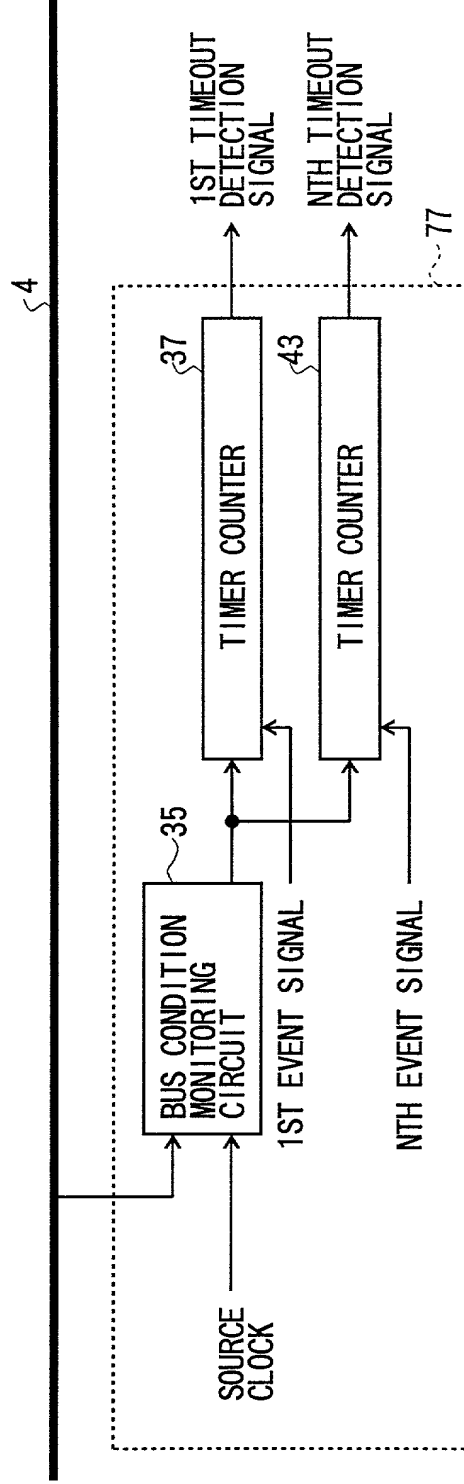 4
SOURCE
CLOCK
BUS CONDITION
MONITORING
CIRCUIT
35
TIMER COUNTER
37
1ST TIMEOUT
DETECTION
SIGNAL
1ST EVENT SIGNAL
TIMER COUNTER
43
NTH TIMEOUT
DETECTION
SIGNAL
NTH EVENT SIGNAL
77